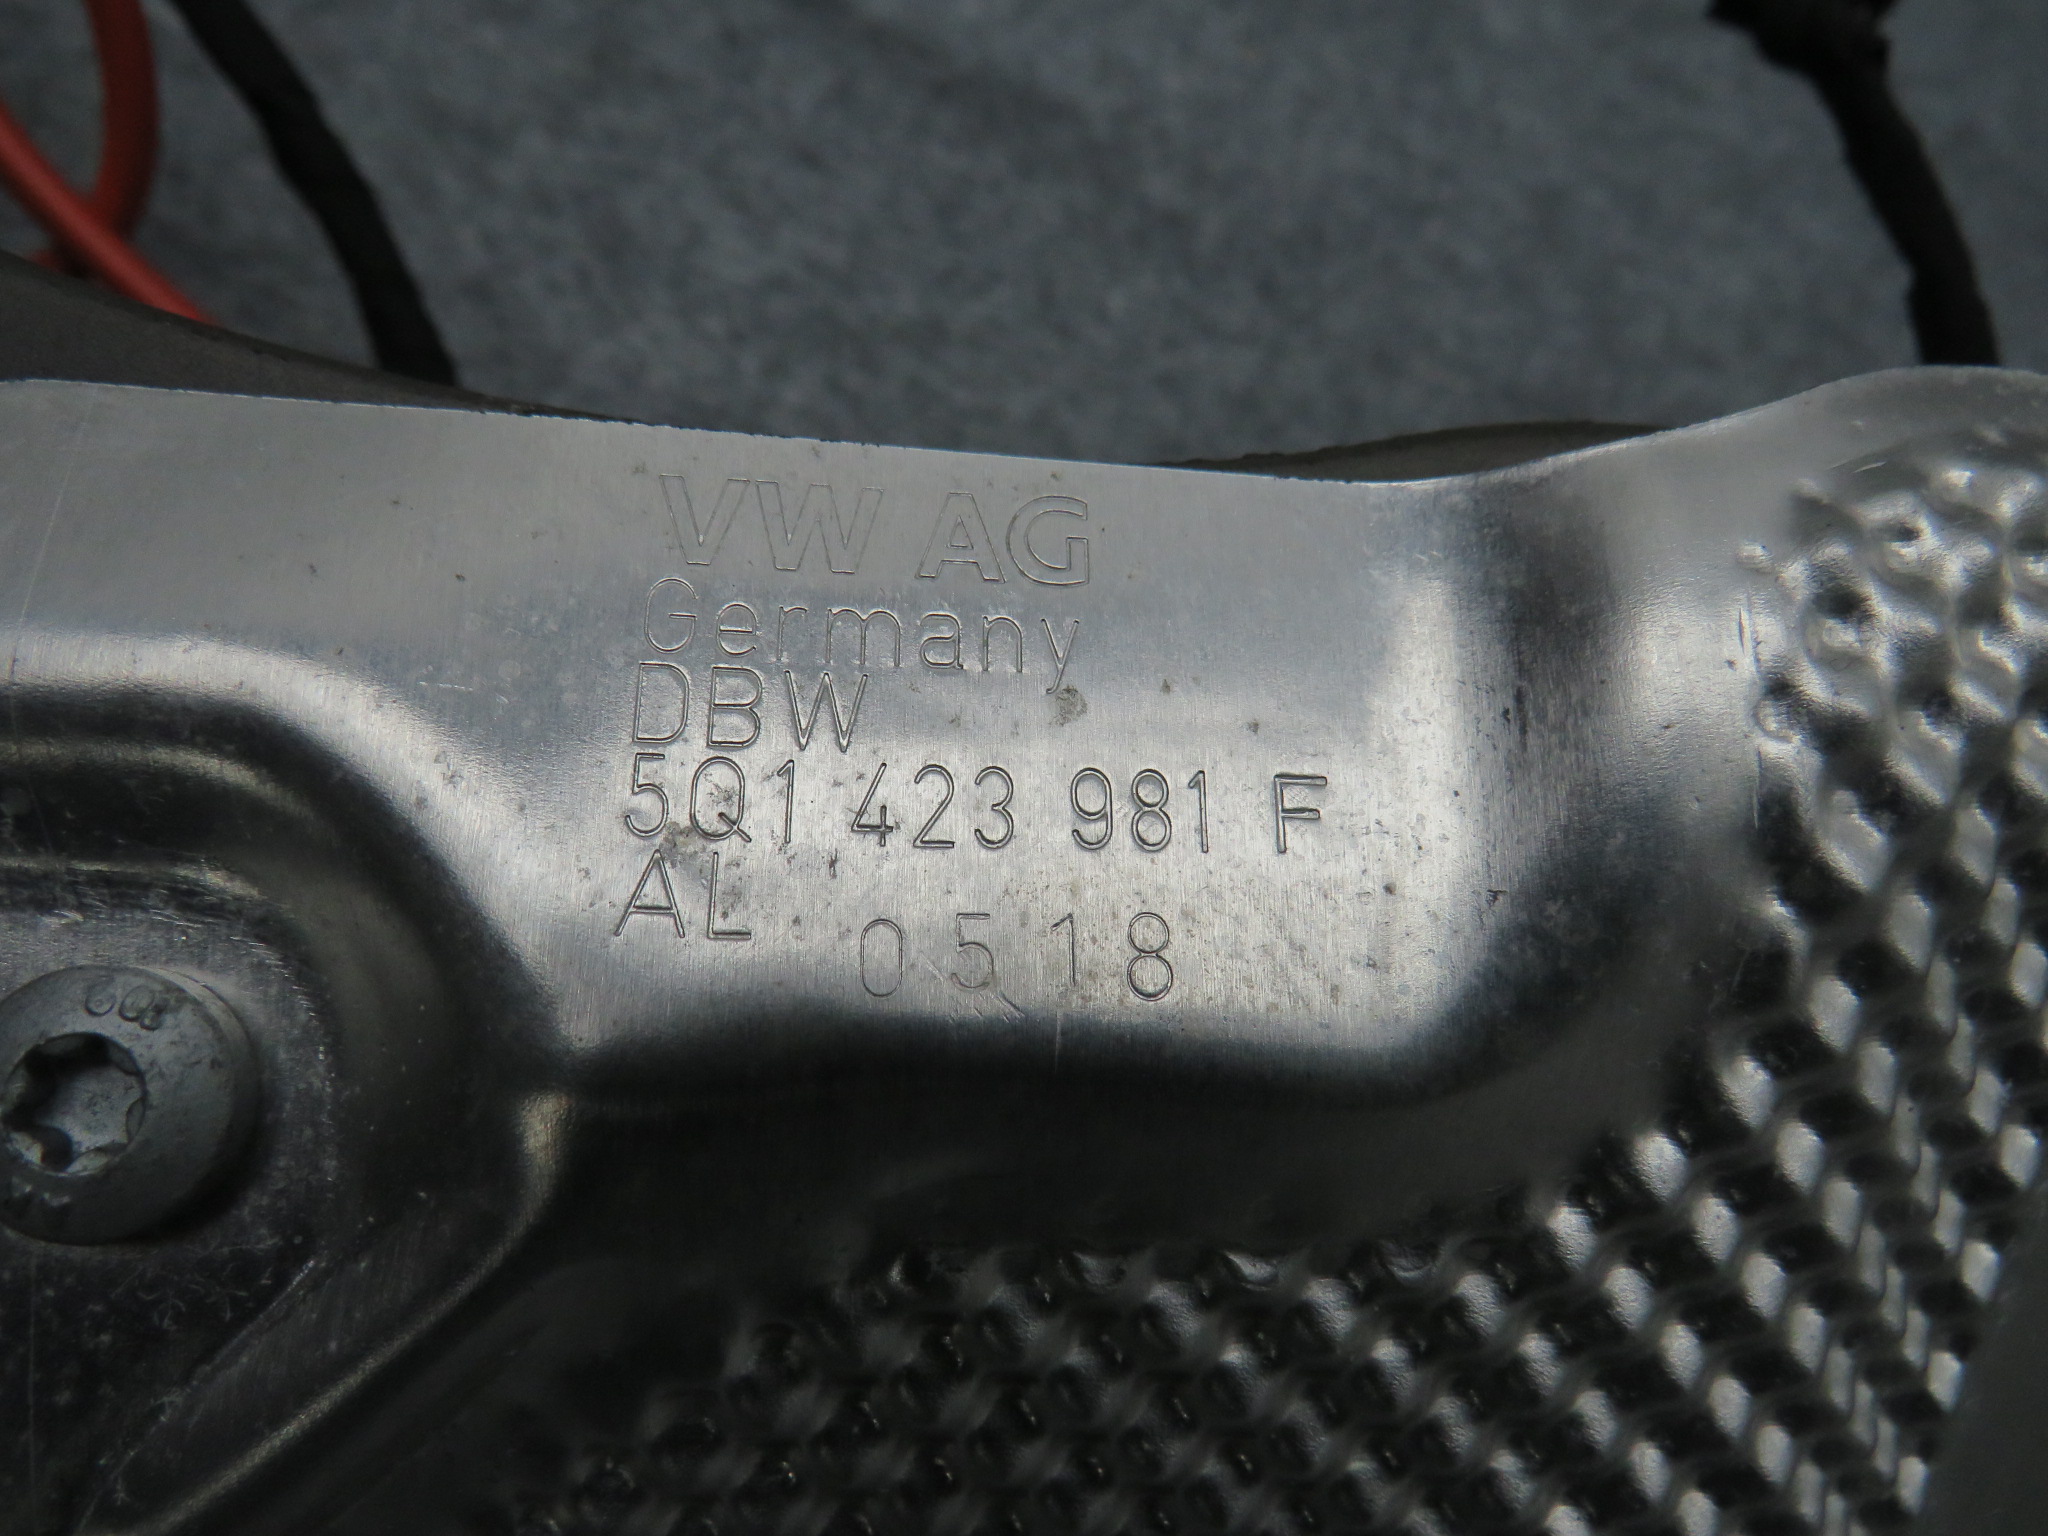 VW AG
Germany
DBW
5Q1 423 981 F
AL 0518